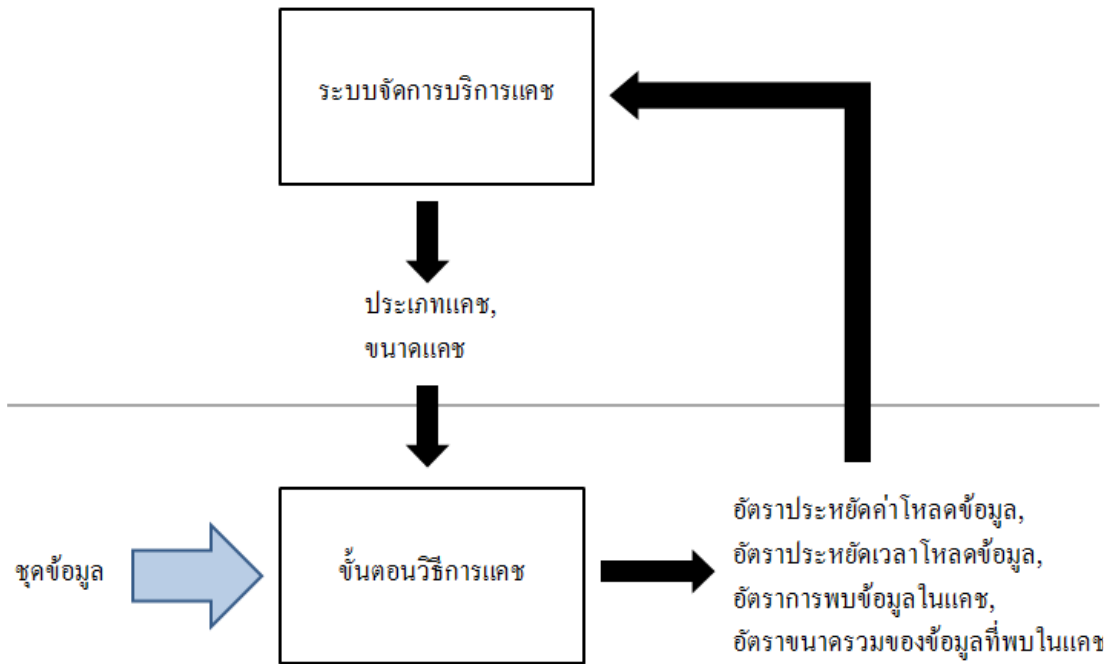 ระบบจัดการบริการแคช
ประเภทแคช,
ขนาดแคช
ชุดข้อมูล
ขั้นตอนวิธีการแคช
อัตราประหยัดค่าโหลดข้อมูล,
อัตราประหยัดเวลาโหลดข้อมูล,
อัตราการพบข้อมูลในแคช,
อัตราขนาดรวมของข้อมูลที่พบในแคช